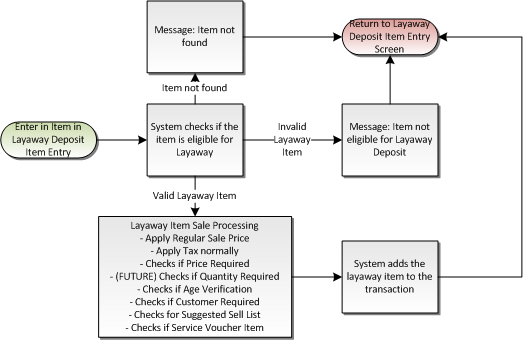 Message: Item not
found
Return to Layaway
Deposit Item Entry
Screen
Item not found
Enter in Item in
Layaway Deposit
Item Entry
System checks if the
item is eligible for
Layaway
Invalid
Layaway
Item
Message: Item not
eligible for Layaway
Deposit
Valid Layaway Item
Layaway Item Sale Processing
- Apply Regular Sale Price
- Apply Tax normally
- Checks if Price Required
- (FUTURE) Checks if Quantity Required
- Checks if Age Verification
- Checks if Customer Required
- Checks for Suggested Sell List
- Checks if Service Voucher Item
System adds the
layaway item to the
transaction